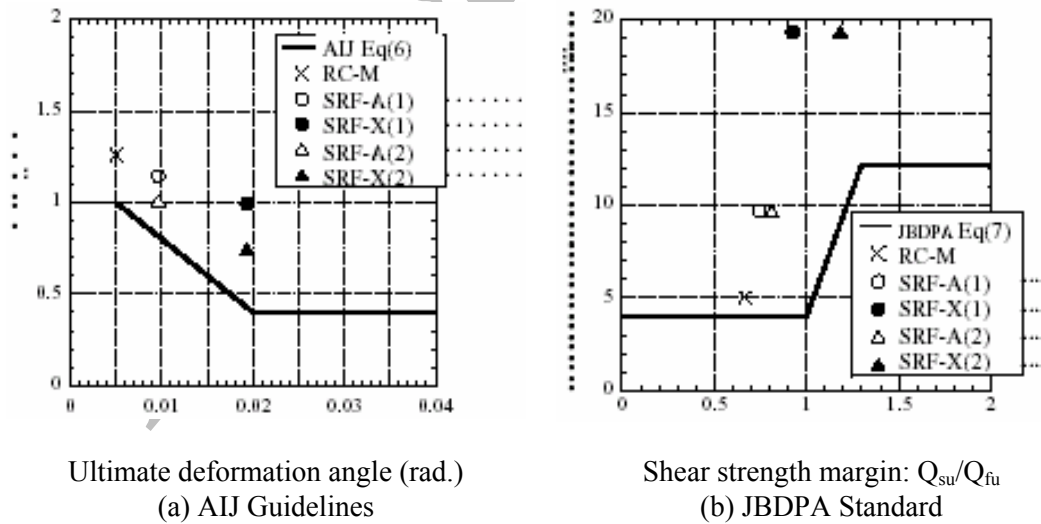 2
1.5
1
0.5
0
0
0.01
0.02
0.03
0.04
AIJ Eq(6)
RC-M
SRF-A(1)
SRF-X(1)
SRF-A(2)
SRF-X(2)
20
15
10
5
0
0
0.5
1
1.5
2
JBDPA Eq(7)
RC-M
SRF-A(1)
SRF-X(1)
SRF-A(2)
SRF-X(2)
Ultimate deformation angle (rad.)
(a) AIJ Guidelines
Shear strength margin: Qsu/Qfu
(b) JBDPA Standard